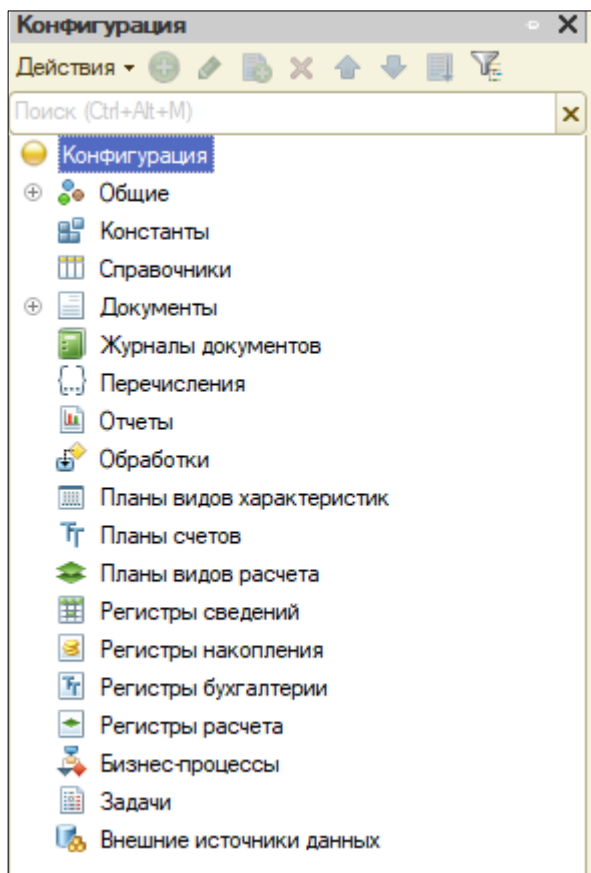 Конфигурация
Действия
Поиск (Ctrl+Alt+M)
Конфигурация
Общие
Константы
Справочники
Документы
Журналы документов
Перечисления
Отчеты
Обработки
Планы видов характеристик
Планы счетов
Планы видов расчета
Регистры сведений
Регистры накопления
Регистры бухгалтерии
Регистры расчета
Бизнес-процессы
Задачи
Внешние источники данных